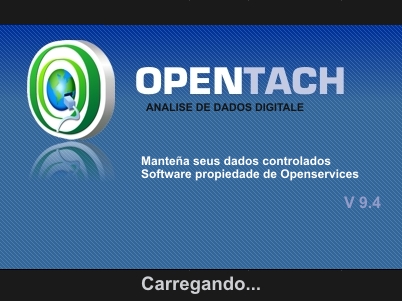 OPENTACH
ANALISE DE DADOS DIGITALE
Manteña seus dados controlados
Software propiedade de Openservices
V 9.4
Carregando...